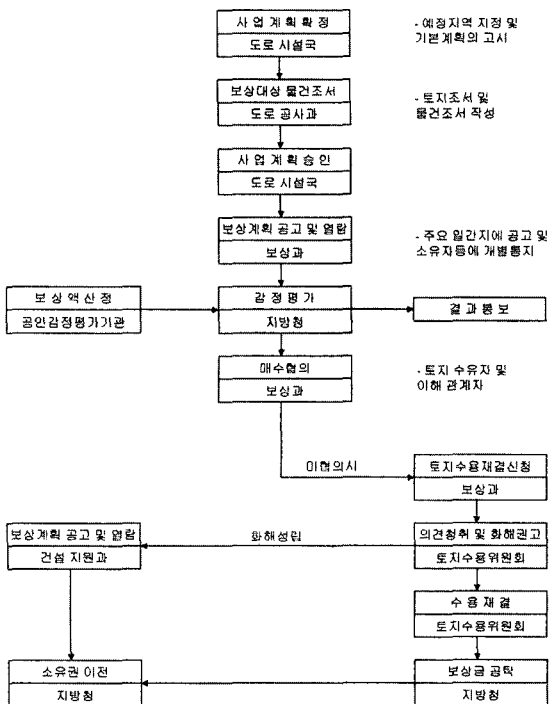 사 업 계 획 확 정
도로 시설국
- 예정지역 지정 및
기본계획의 고시
보상대상 물건조서
도로 공사과
- 토지조서 및
물건조서 작성
사 업 계 획 승 인
도로 시설국
보상계획 공고 및 열람
보상과
- 주요 일간지에 공고 및
소유자등에 개별통지
보 상 액 산 정
공인감정평가기관
감 정 평 가
지방청
결 과 통 보
매수협의
보상과
- 토지 수유자 및
이해 관계자
미협의시
토지수용재결신청
보상과
보상계획 공고 및 열람
건설 지원과
화해성립
의견청취 및 화해권고
토지수용위원회
수 용 재 결
토지수용위원회
소유권 이전
지방청
보상금 공탁
지방청